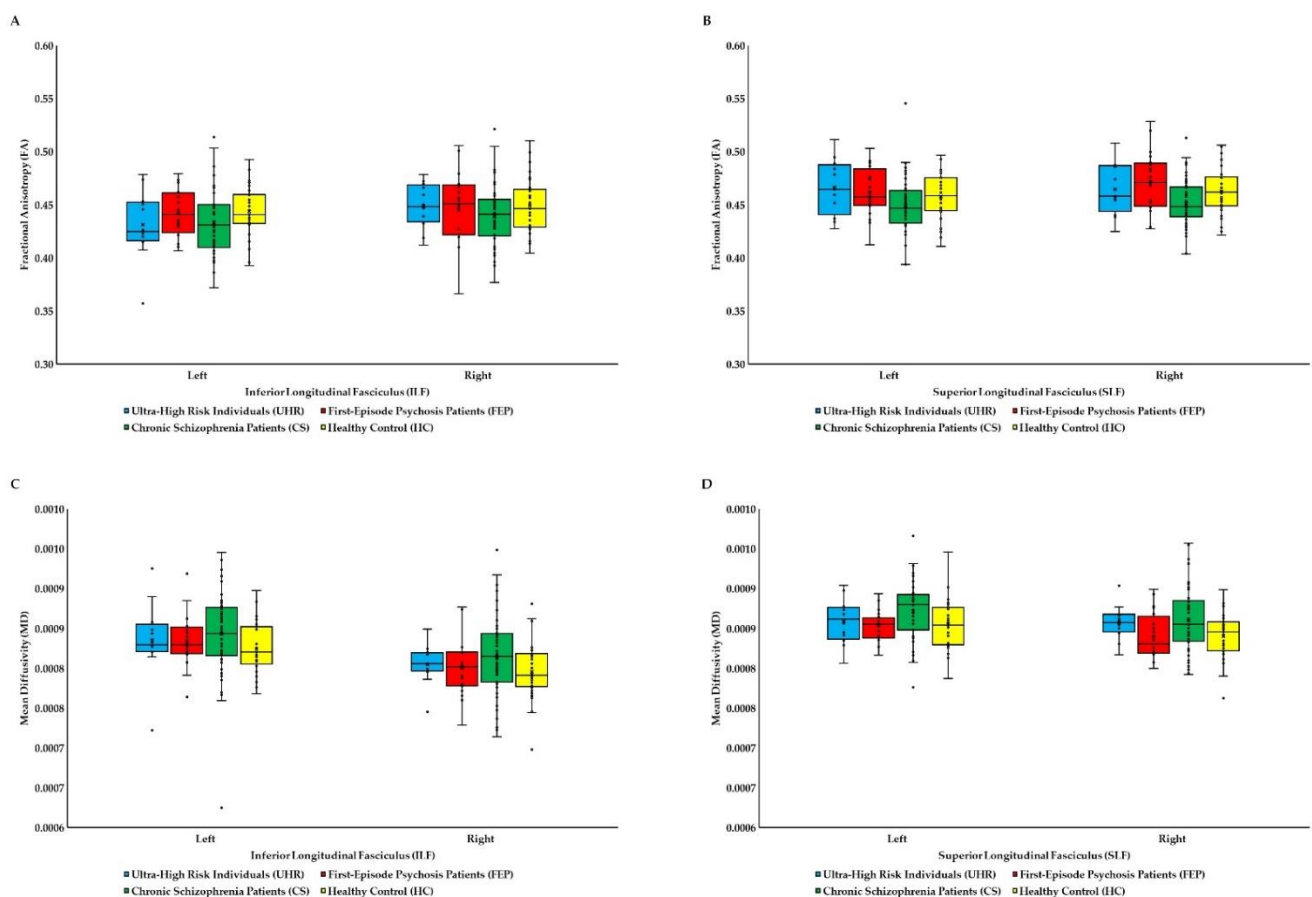 A
0.60
0.55
0.50
0.45
0.40
0.35
0.30
Fractional Anisotropy (FA)
Left
Right
Inferior Longitudinal Fasciculus (ILF)
Ultra-High Risk Individuals (UHR) First-Episode Psychosis Patients (FEP)
Chronic Schizophrenia Patients (CS) Healthy Control (HC)
B
0.60
0.55
0.50
0.45
0.40
0.35
0.30
Fractional Anisotropy (FA)
Left
Right
Superior Longitudinal Fasciculus (SLF)
Ultra-High Risk Individuals (UHR) First-Episode Psychosis Patients (FEP)
Chronic Schizophrenia Patients (CS) Healthy Control (HC)
C
0.0010
0.0010
0.0009
0.0009
0.0008
0.0008
0.0007
0.0007
0.0006
Mean Diffusivity (MD)
Left
Right
Inferior Longitudinal Fasciculus (ILF)
Ultra-High Risk Individuals (UHR) First-Episode Psychosis Patients (FEP)
Chronic Schizophrenia Patients (CS) Healthy Control (HC)
D
0.0010
0.0010
0.0009
0.0009
0.0008
0.0008
0.0007
0.0007
0.0006
Mean Diffusivity (MD)
Left
Right
Superior Longitudinal Fasciculus (SLF)
Ultra-High Risk Individuals (UHR) First-Episode Psychosis Patients (FEP)
Chronic Schizophrenia Patients (CS) Healthy Control (HC)